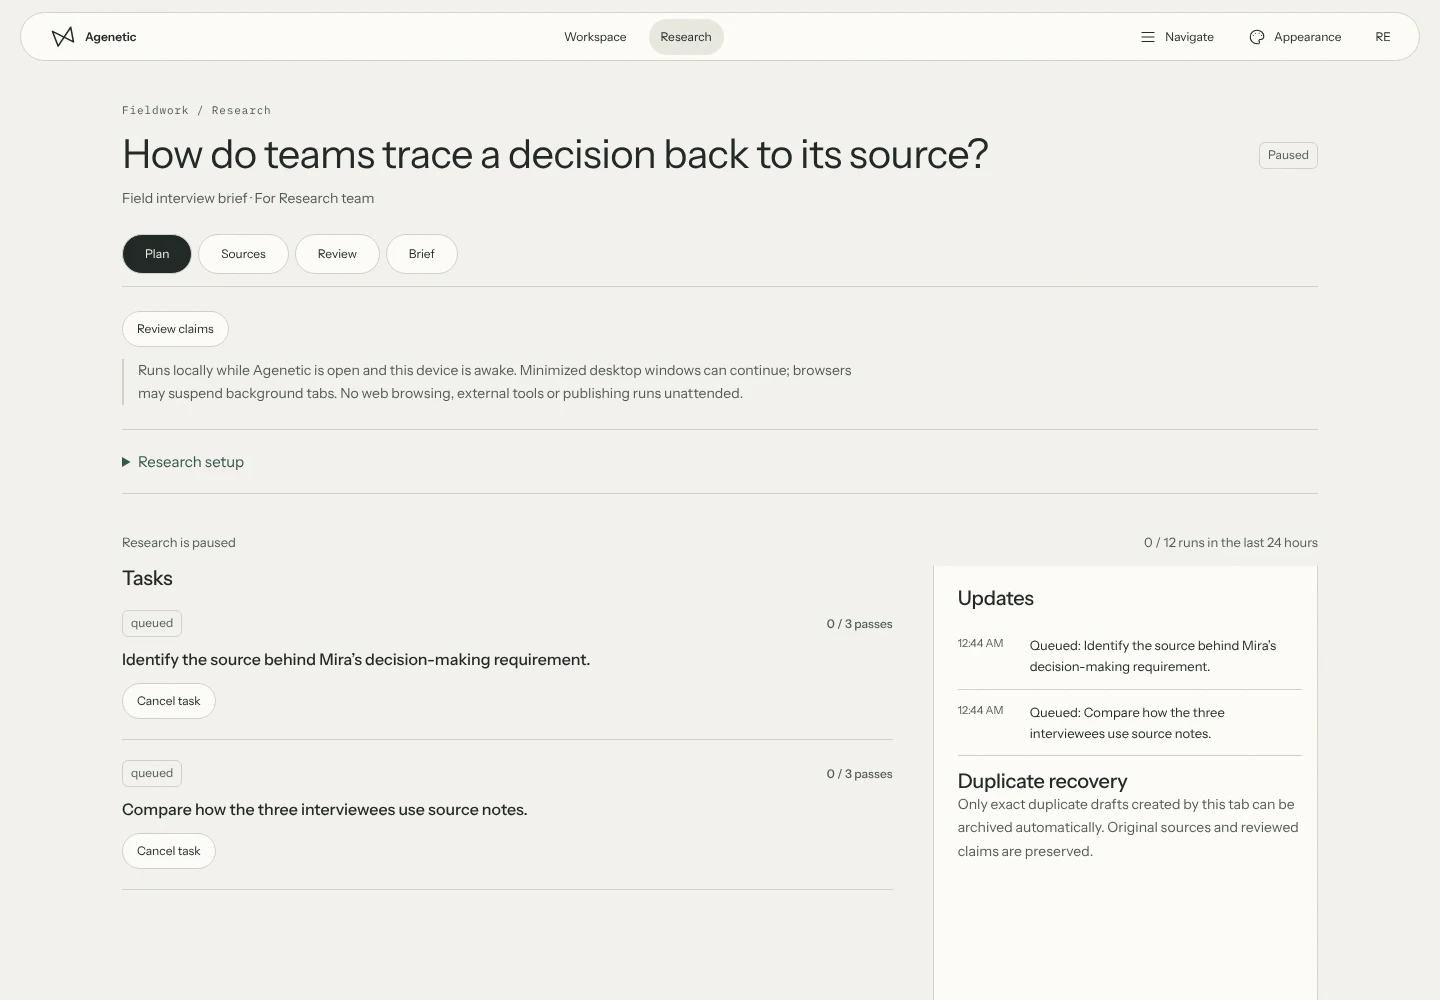 Agenetic
Workspace
Research
Navigate
Appearance
RE
Fieldwork / Research
How do teams trace a decision back to its source?
Paused
Field interview brief · For Research team
Plan
Sources
Review
Brief
Review claims
Runs locally while Agenetic is open and this device is awake. Minimized desktop windows can continue; browsers
may suspend background tabs. No web browsing, external tools or publishing runs unattended.
Research setup
Research is paused
0 / 12 runs in the last 24 hours
Tasks
queued
0 / 3 passes
Identify the source behind Mira’s decision-making requirement.
Cancel task
queued
0 / 3 passes
Compare how the three interviewees use source notes.
Cancel task
Updates
12:44 AM
Queued: Identify the source behind Mira’s
decision-making requirement.
12:44 AM
Queued: Compare how the three
interviewees use source notes.
Duplicate recovery
Only exact duplicate drafts created by this tab can be
archived automatically. Original sources and reviewed
claims are preserved.